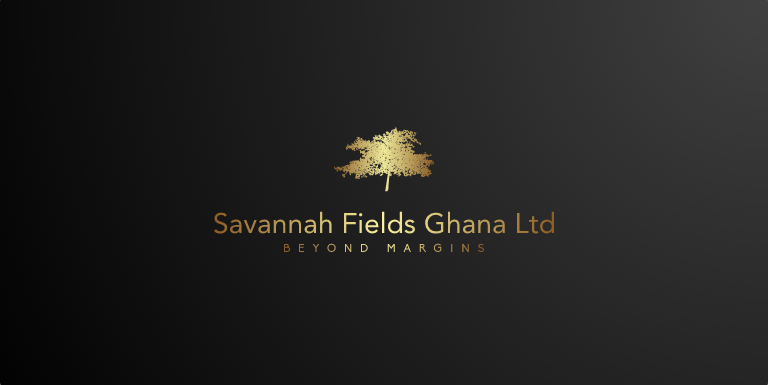 Savannah Fields Ghana Ltd
BEYOND MARGINS